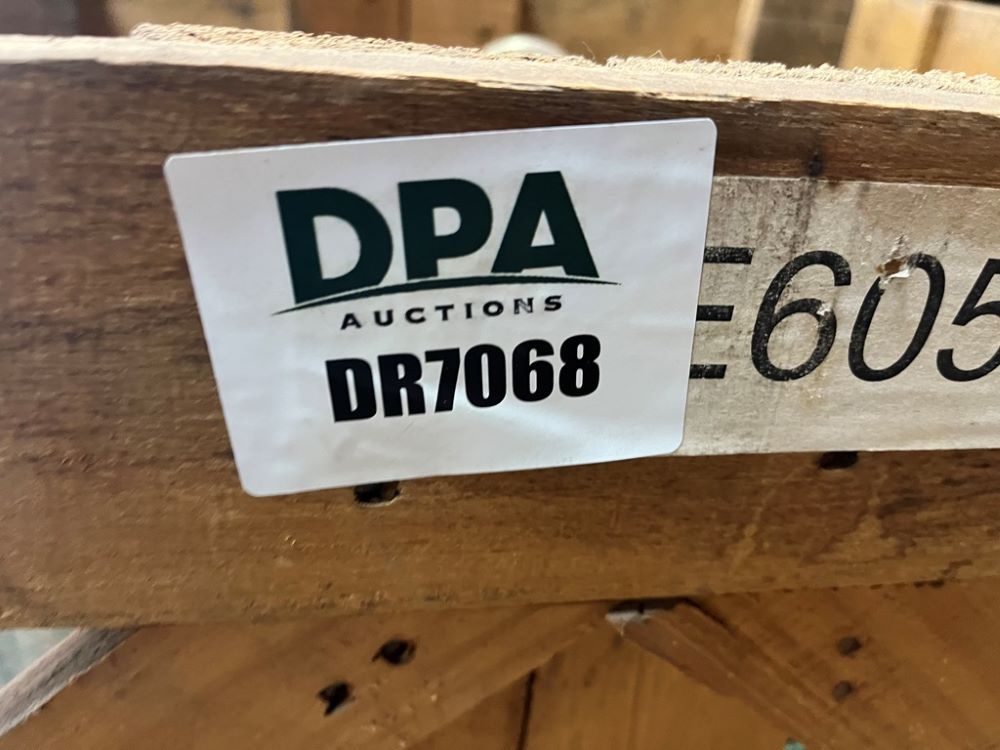 DPA
AUCTIONS
DR7068
E605